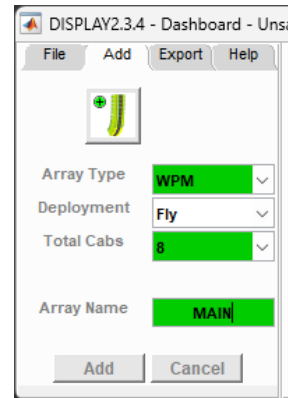 DISPLAY2.3.4 - Dashboard - Uns
File Add Export Help
Array Type WPM
Deployment Fly
Total Cabs 8
Array Name MAIN
Add Cancel